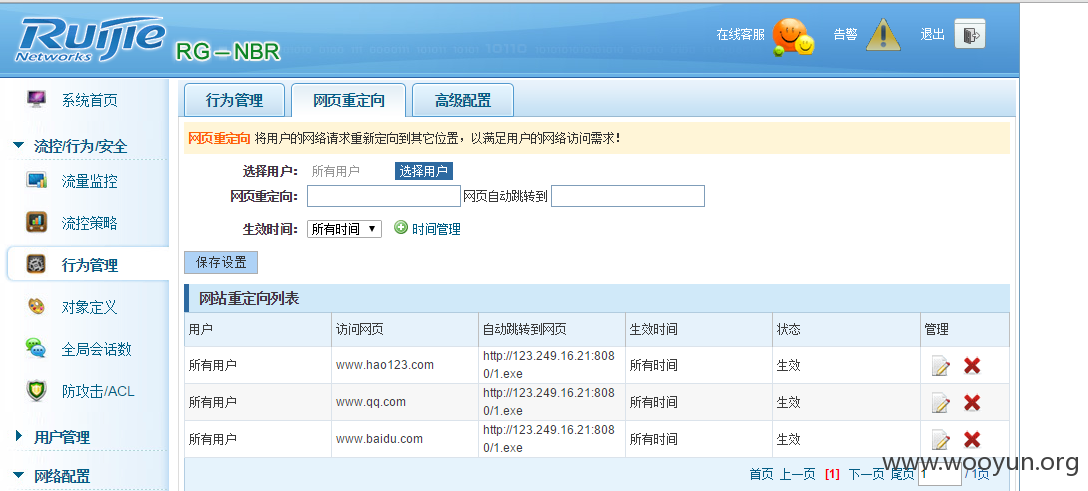 Ruijie
Networks
RG-NBR
在线客服 告警 退出
系统首页
流控/行为/安全
流量监控
流控策略
行为管理
对象定义
全局会话数
防攻击/ACL
用户管理
网络配置
行为管理 网页重定向 高级配置
网页重定向 将用户的网络请求重新定向到其它位置，以满足用户的网络访问需求！
选择用户： 所有用户 选择用户
网页重定向： 网页自动跳转到
生效时间： 所有时间 ▼ 时间管理
保存设置
网站重定向列表
用户 访问网页 自动跳转到网页 生效时间 状态 管理
所有用户 www.hao123.com http://123.249.16.21:808 所有时间 生效
0/1.exe
所有用户 www.qq.com http://123.249.16.21:808 所有时间 生效
0/1.exe
所有用户 www.baidu.com http://123.249.16.21:808 所有时间 生效
0/1.exe
首页 上一页 [1] 下一页 尾页 1 / 1页
www.wooyun.org